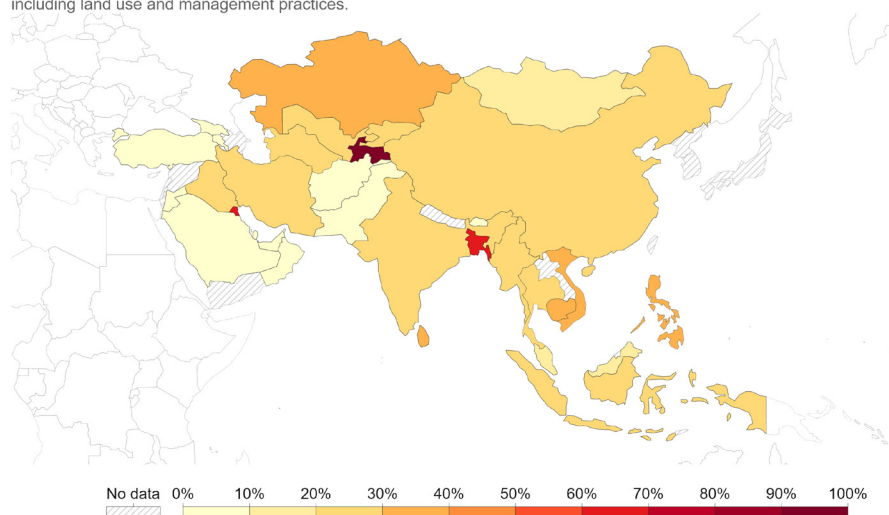 including land use and management practices.
No data 0% 10% 20% 30% 40% 50% 60% 70% 80% 90% 100%